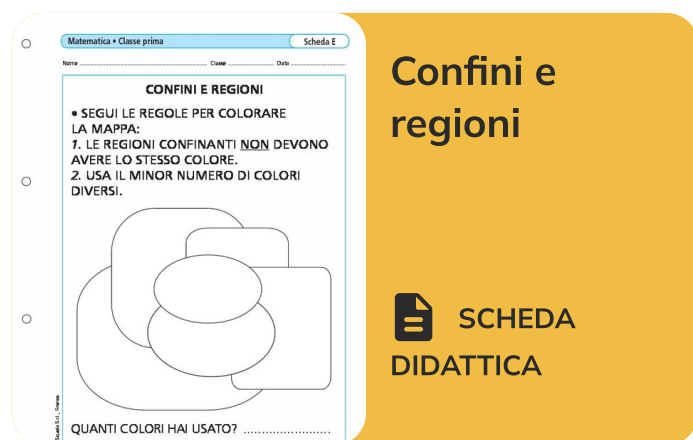 Matematica • Classe prima
Scheda E
Nome ........ Classe ........ Data ........
CONFINI E REGIONI
• SEGUI LE REGOLE PER COLORARE
LA MAPPA:
1. LE REGIONI CONFINANTI NON DEVONO
AVERE LO STESSO COLORE.
2. USA IL MINOR NUMERO DI COLORI
DIVERSI.
QUANTI COLORI HAI USATO? ........
Confini e
regioni
SCHEDA
DIDATTICA